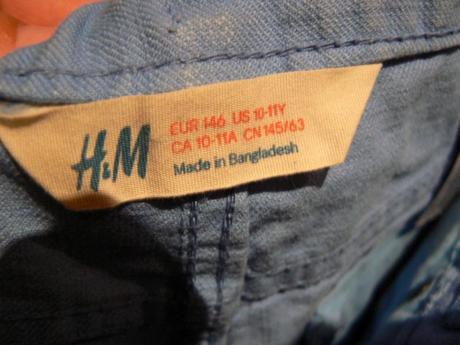 H&M
EUR 146 US 10-11Y
CA 10-11A CN 145/63
Made in Bangladesh